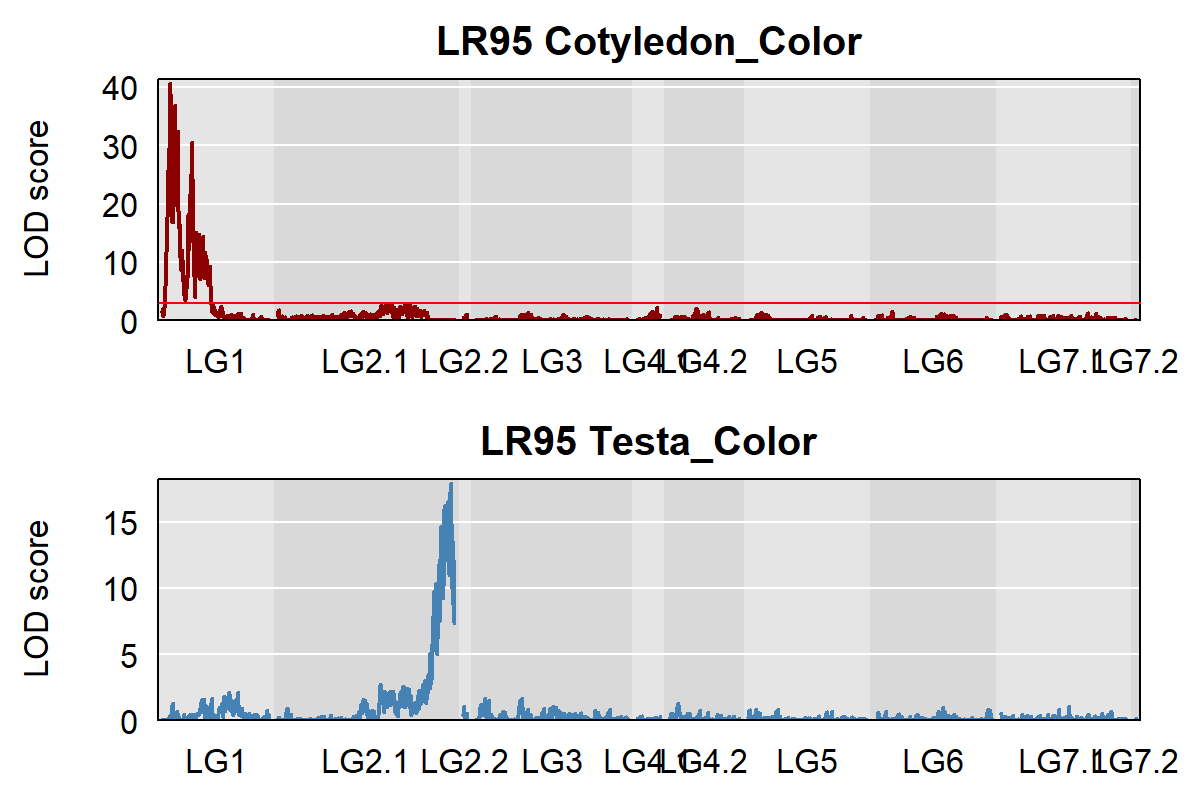 LR95 Cotyledon_Color
LOD score
40
30
20
10
0
LG1 LG2.1 LG2.2 LG3 LG4.1 LG4.2 LG5 LG6 LG7.1 LG7.2
LR95 Testa_Color
LOD score
15
10
5
0
LG1 LG2.1 LG2.2 LG3 LG4.1 LG4.2 LG5 LG6 LG7.1 LG7.2